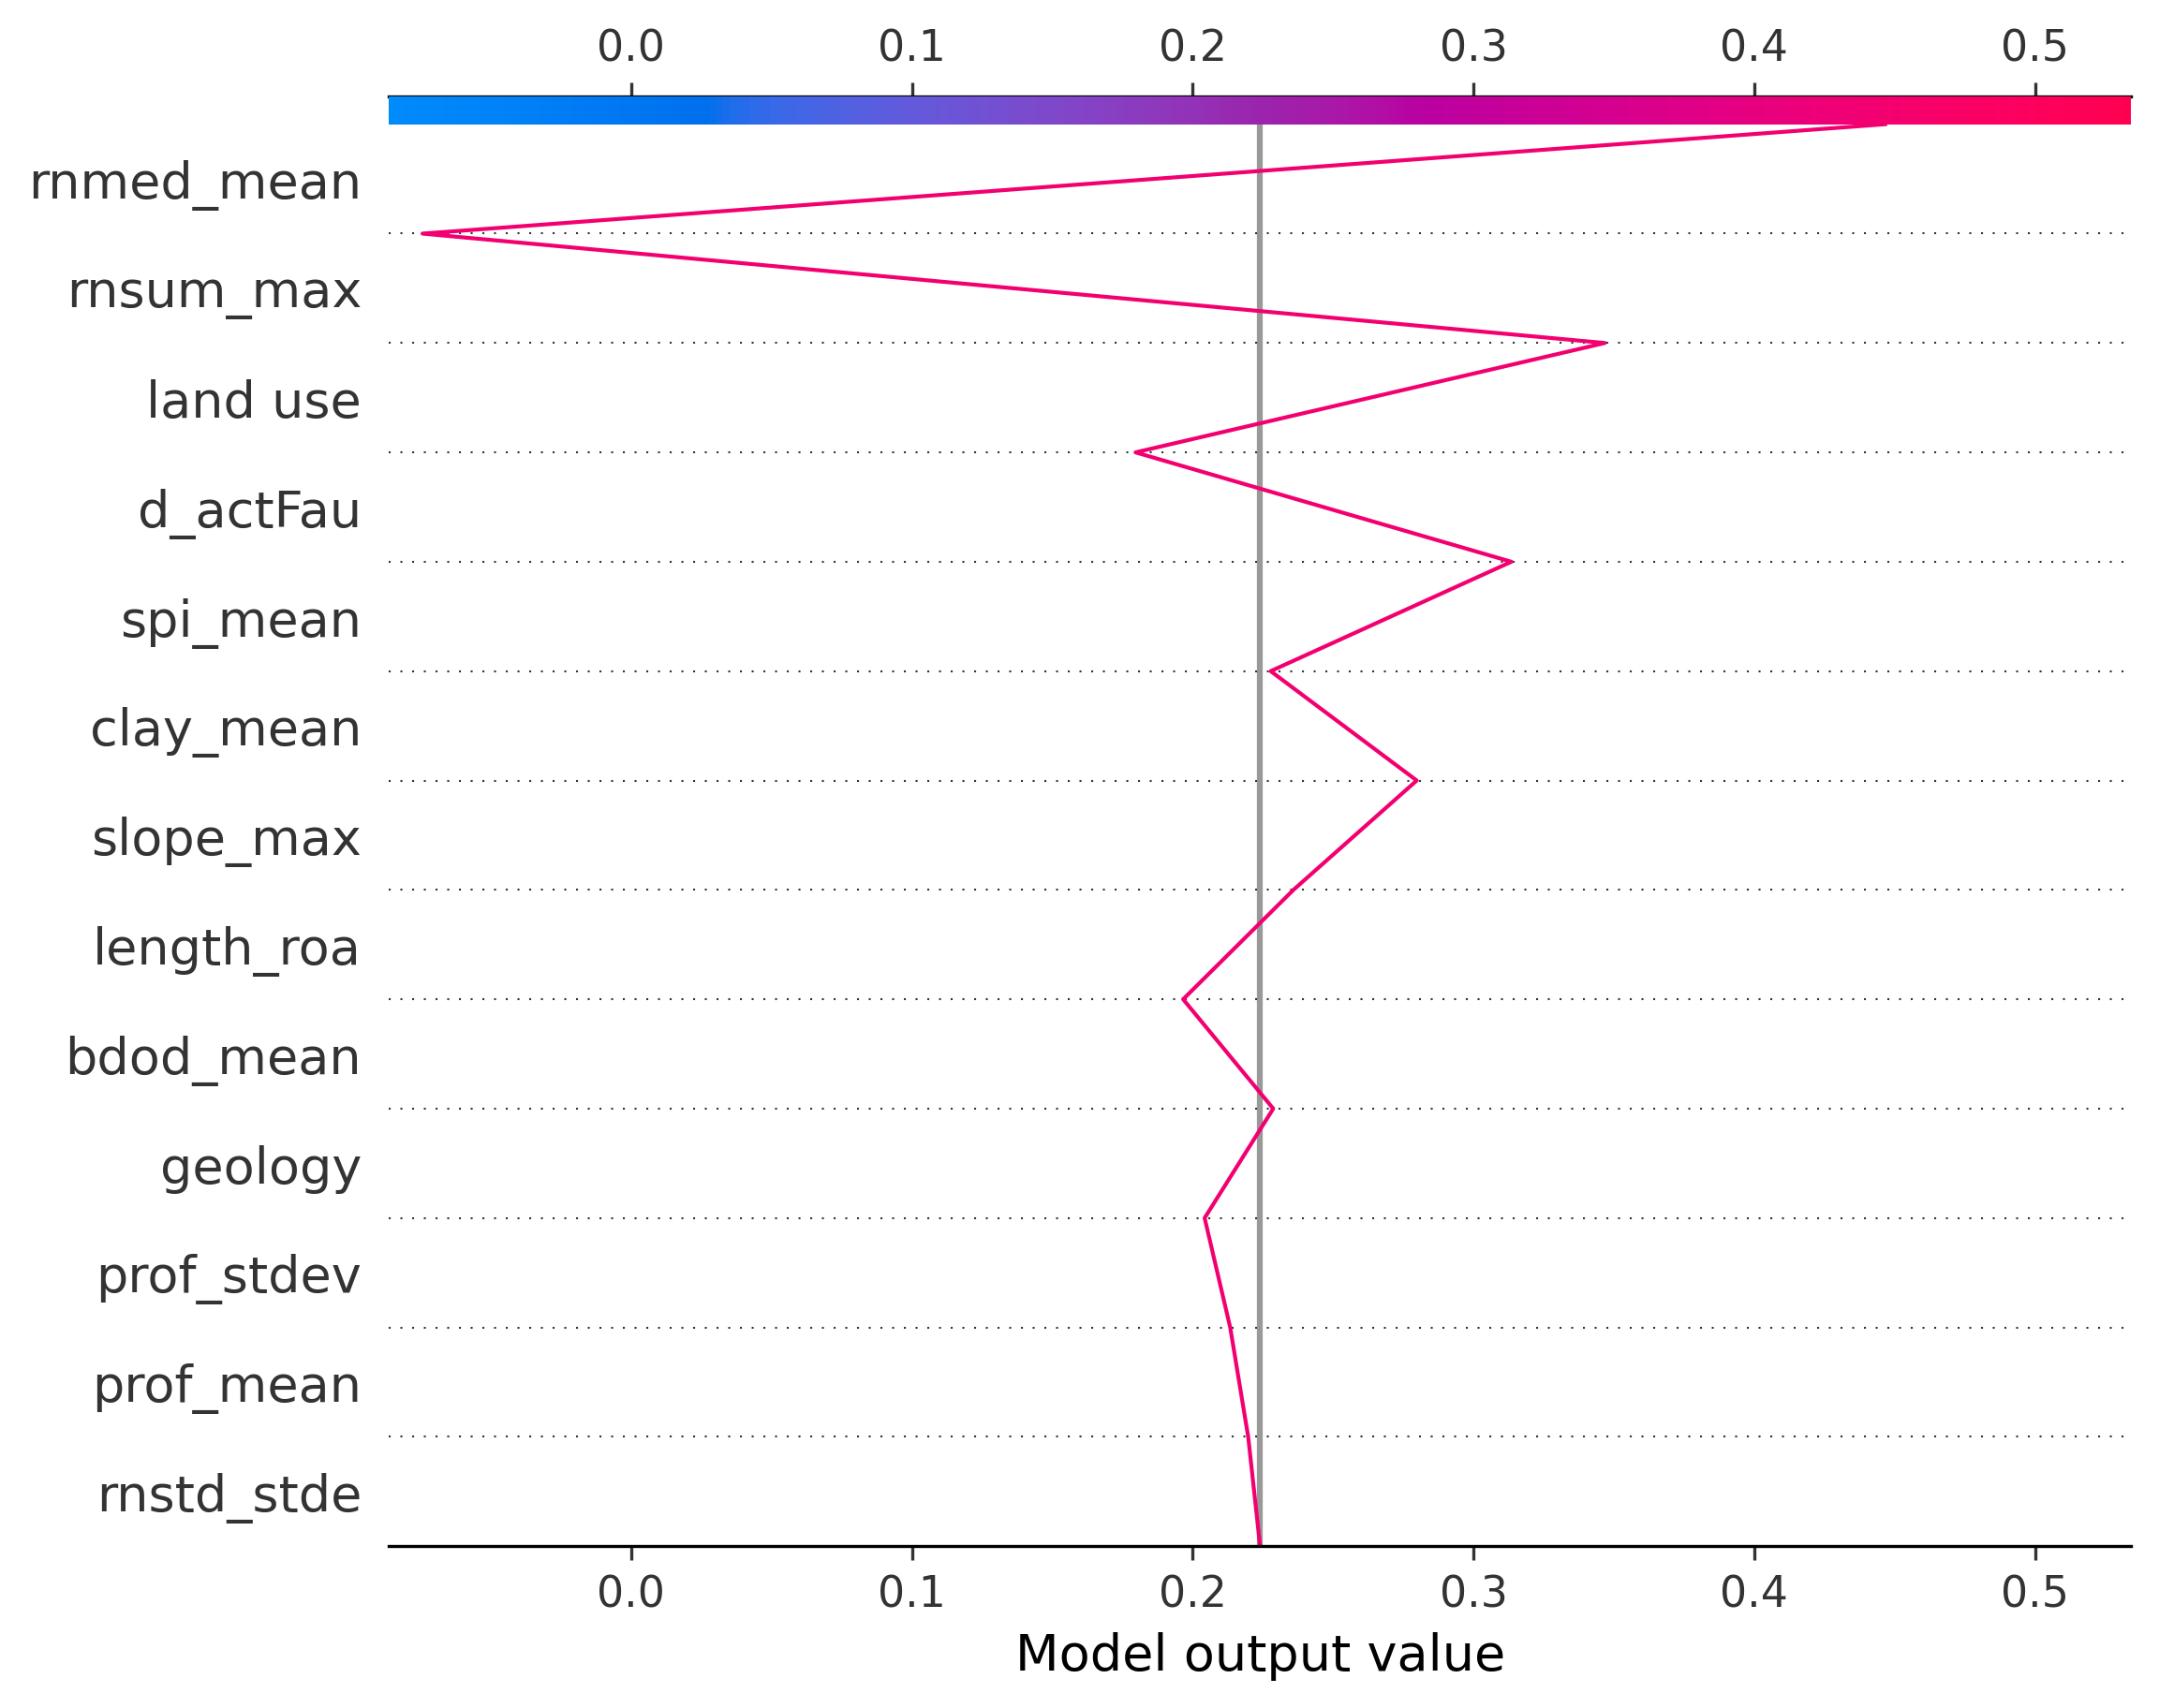 0.0 0.1 0.2 0.3 0.4 0.5
rnmed_mean
rnsum_max
land use
d_actFau
spi_mean
clay_mean
slope_max
length_roa
bdod_mean
geology
prof_stdev
prof_mean
rnstd_stde
0.0 0.1 0.2 0.3 0.4 0.5
Model output value